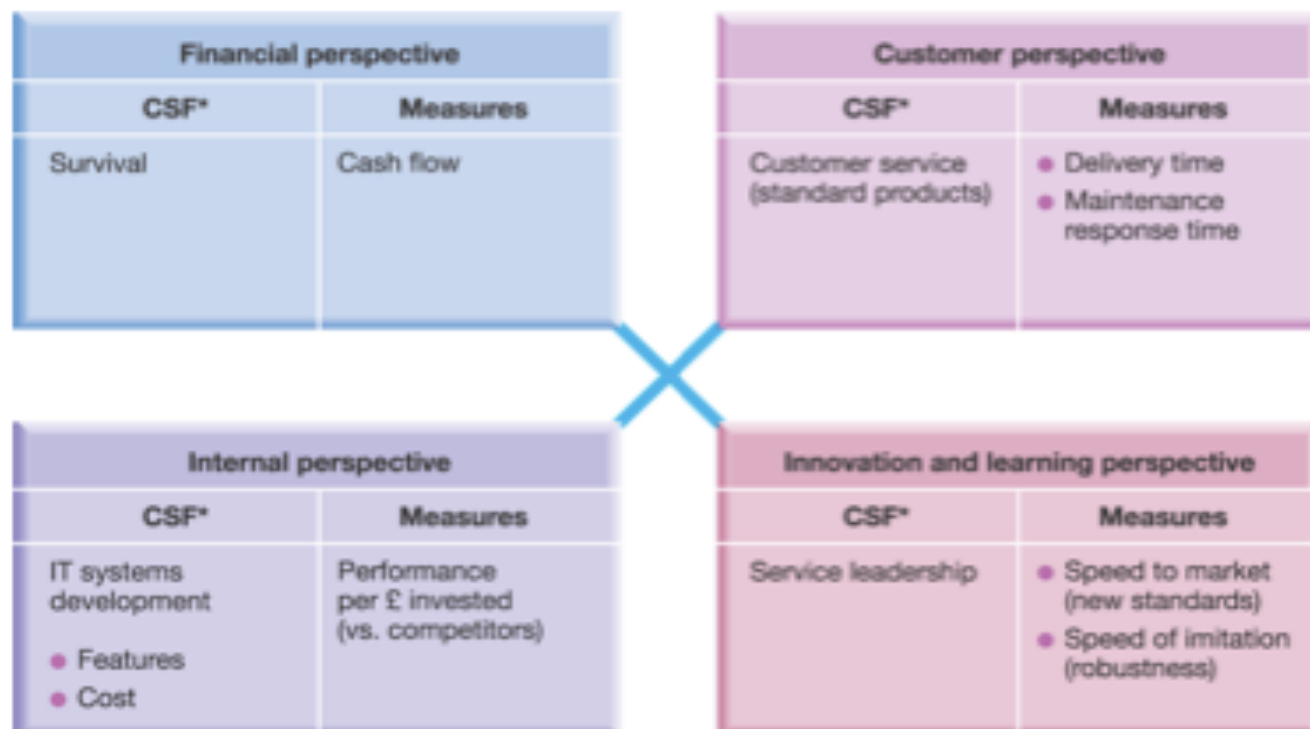 Financial perspective
CSF*
Measures
Survival
Cash flow
Customer perspective
CSF*
Measures
Customer service
(standard products)
Delivery time
Maintenance
response time
Internal perspective
CSF*
Measures
IT systems
development
Features
Cost
Performance
per £ invested
(vs. competitors)
Innovation and learning perspective
CSF*
Measures
Service leadership
Speed to market
(new standards)
Speed of imitation
(robustness)